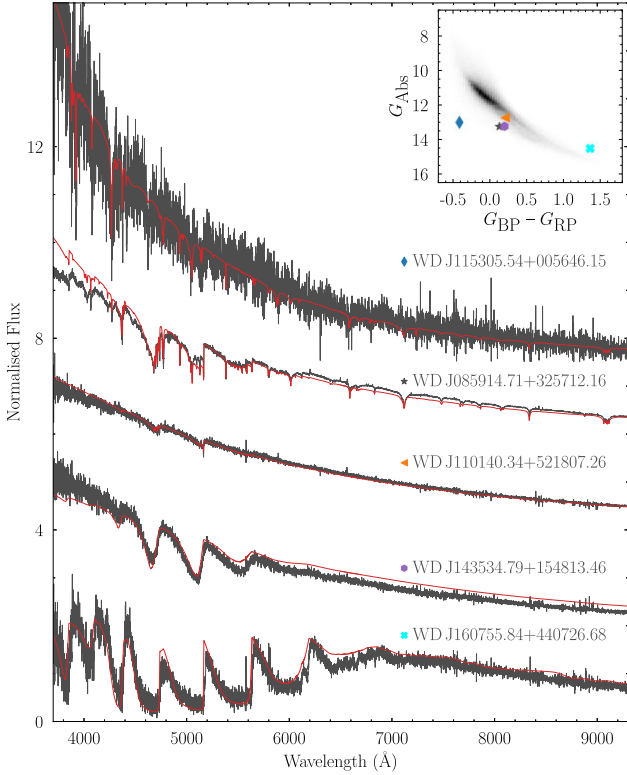 8
10
12
14
16
G_Abs
-0.5 0.0 0.5 1.0 1.5
G_BP − G_RP
12
8
4
0
Normalised Flux
WD J115305.54+005646.15
WD J085914.71+325712.16
WD J110140.34+521807.26
WD J143534.79+154813.46
WD J160755.84+440726.68
4000 5000 6000 7000 8000 9000
Wavelength (Å)